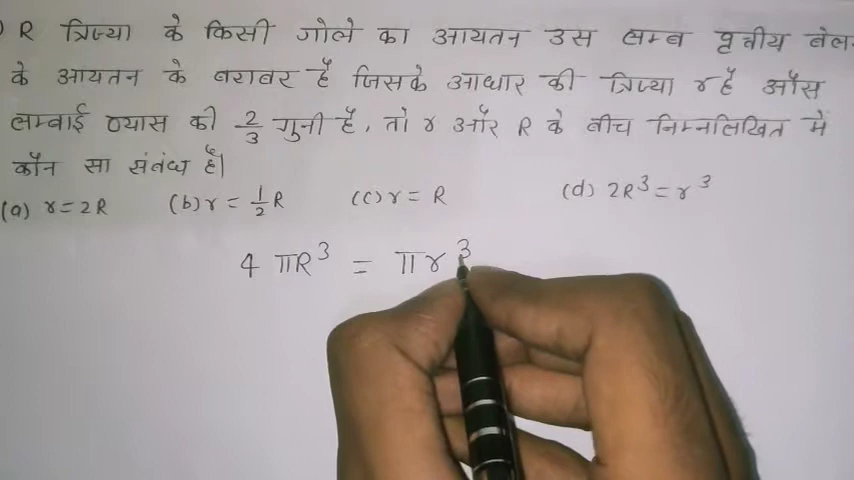 R त्रिज्या के किसी गोले का आयतन उस लम्ब वृत्तीय बेल
के आयतन के बराबर है जिसके आधार की त्रिज्या r है और
लम्बाई व्यास की 2/3 गुनी है, तो r और R के बीच निम्नलिखित में
कौन सा संबंध है।
(a) r = 2R (b) r = 1/2 R (c) r = R (d) 2R³ = r³
4 πR³ = πr³